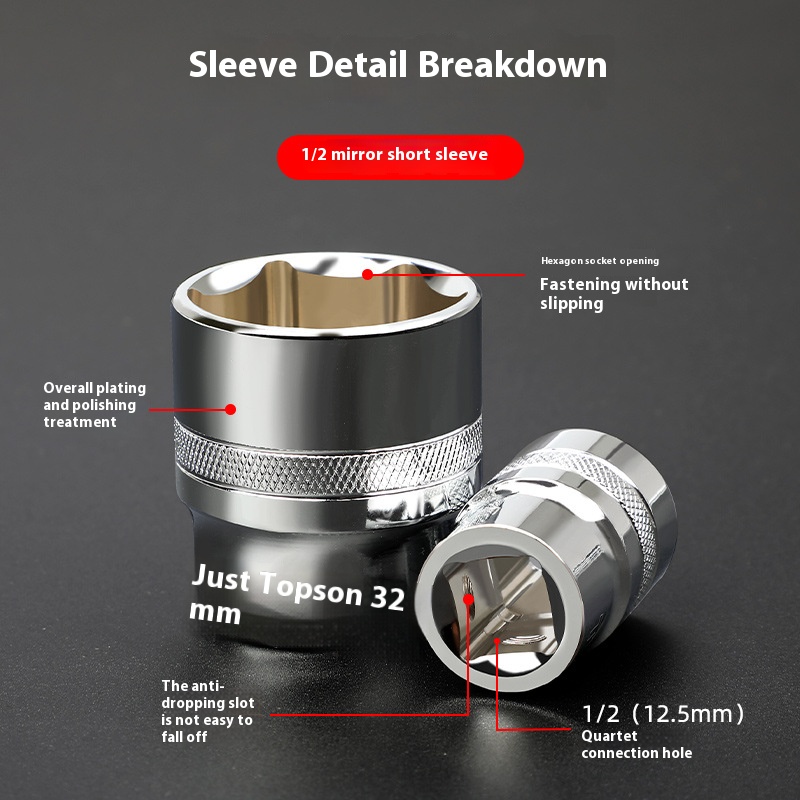 Sleeve Detail Breakdown
1/2 mirror short sleeve
Hexagon socket opening
Fastening without
slipping
Overall plating
and polishing
treatment
Just Topson 32
mm
The anti-
dropping slot
is not easy to
fall off
1/2（12.5mm）
Quartet
connection hole